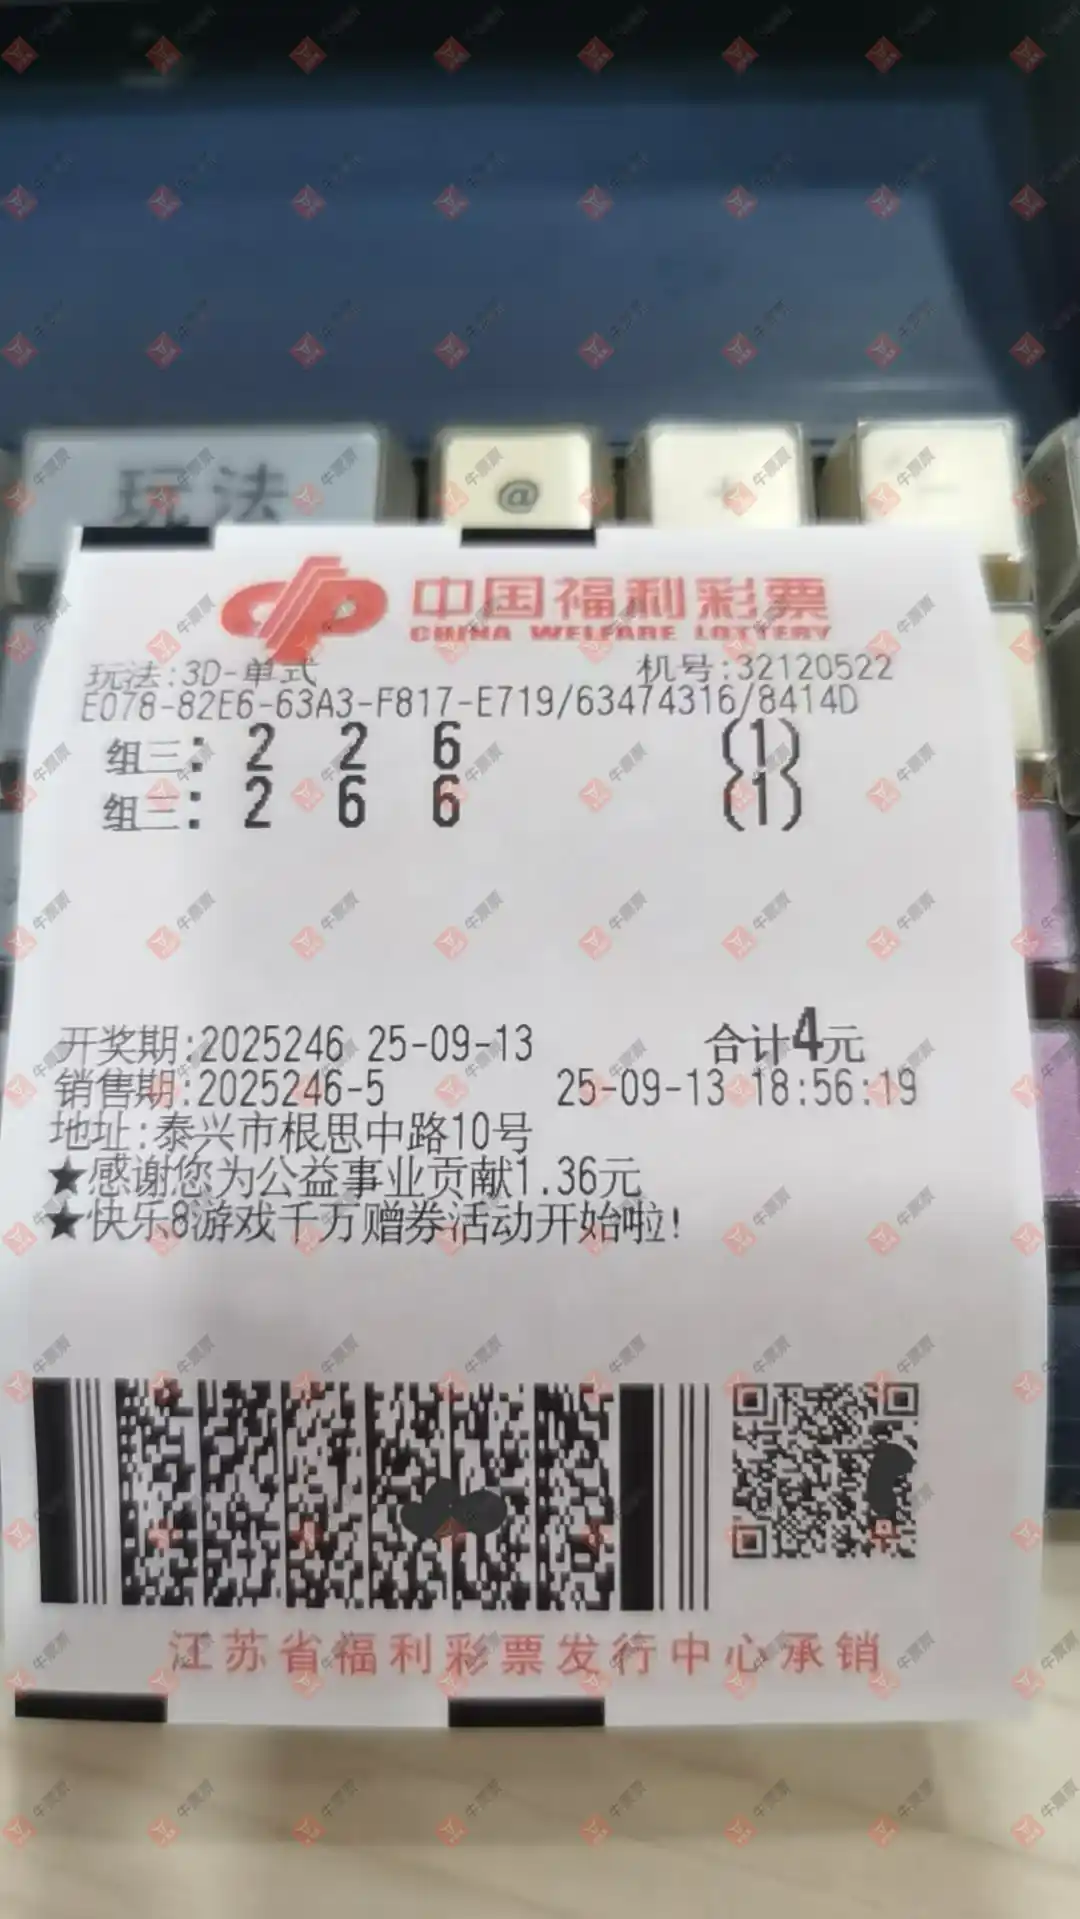 玩法
@
+
-
中国福利彩票
CHINA WELFARE LOTTERY
玩法:3D-单式 机号:32120522
E078-82E6-63A3-F817-E719/63474316/8414D
组三: 2 2 6 (1)
组三: 2 6 6 (1)
开奖期:2025246 25-09-13 合计4元
销售期:2025246-5 25-09-13 18:56:19
地址:泰兴市根思中路10号
★感谢您为公益事业贡献1.36元
★快乐8游戏千万赠券活动开始啦!
江苏省福利彩票发行中心承销
牛票票